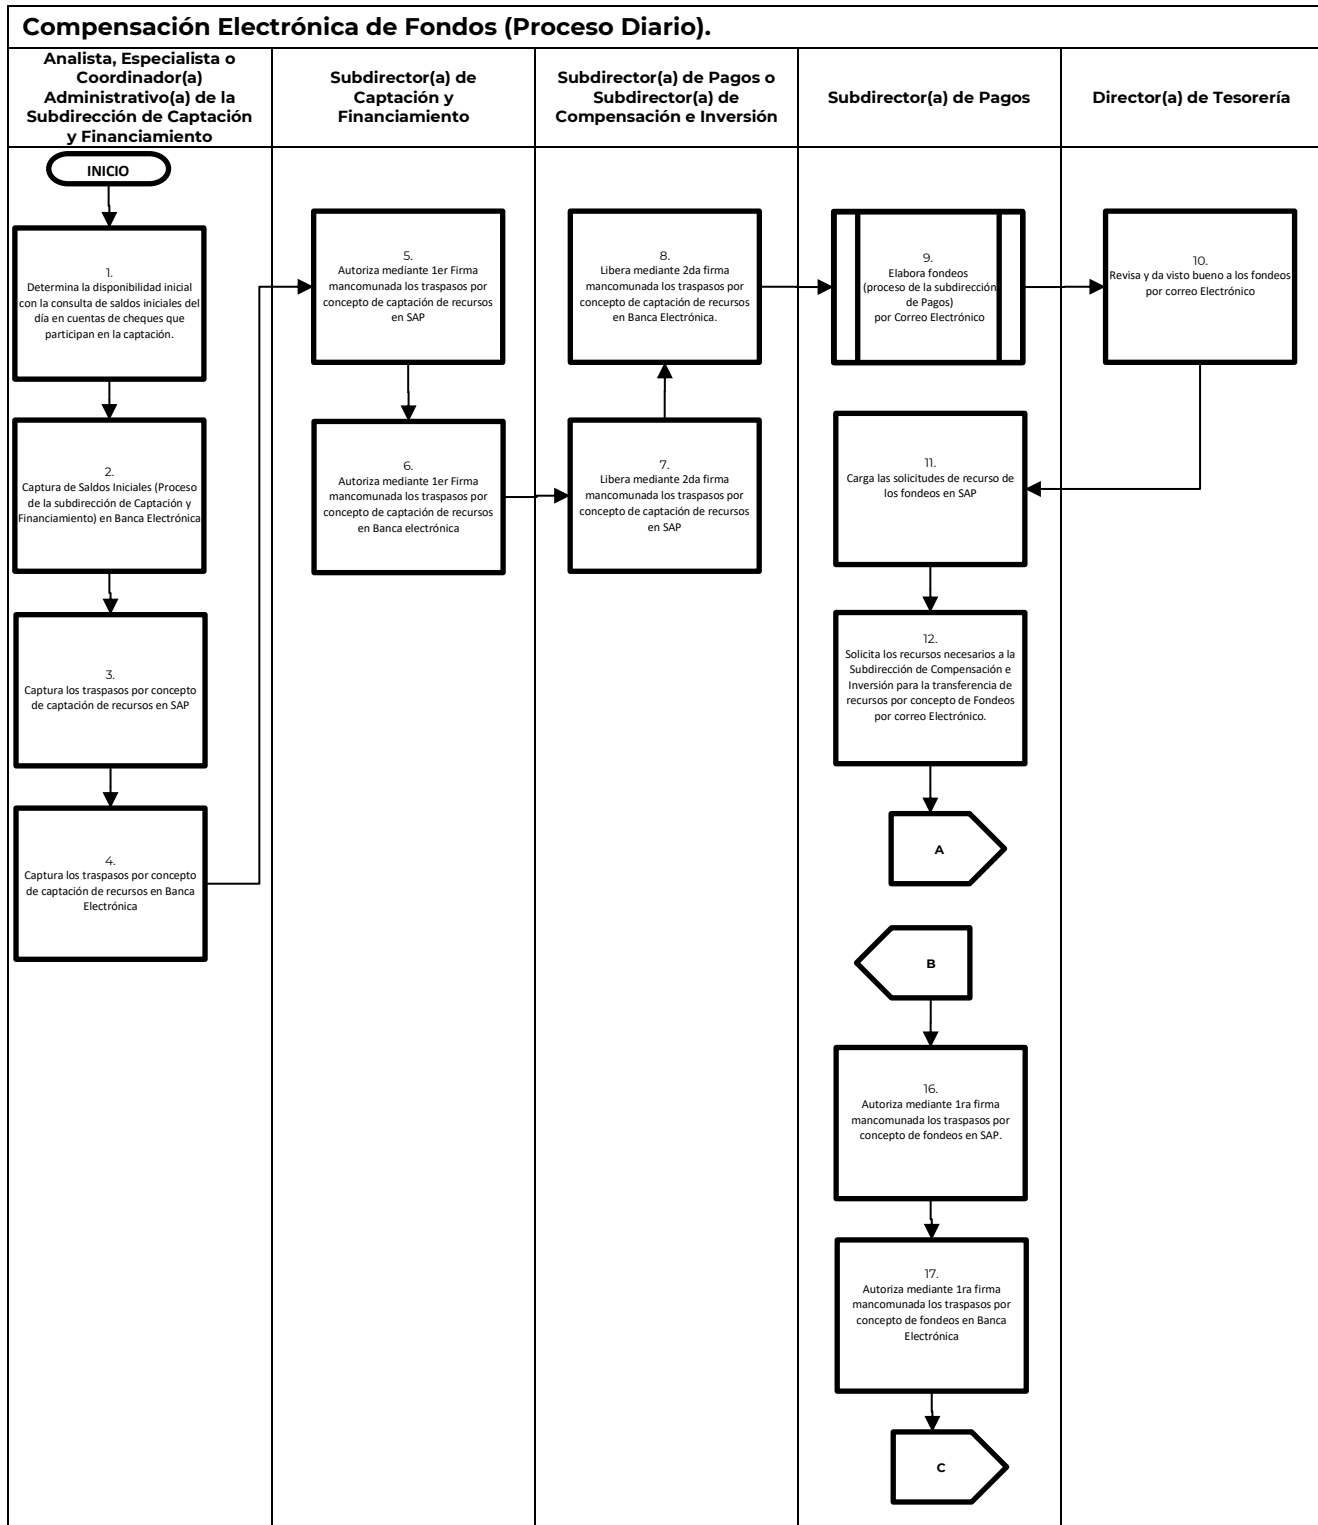 Compensación Electrónica de Fondos (Proceso Diario).
Analista, Especialista o
Coordinador(a)
Administrativo(a) de la
Subdirección de Captación
y Financiamiento
Subdirector(a) de
Captación y
Financiamiento
Subdirector(a) de Pagos o
Subdirector(a) de
Compensación e Inversión
Subdirector(a) de Pagos
Director(a) de Tesorería
INICIO
1.
Determina la disponibilidad inicial
con la consulta de saldos iniciales del
día en cuentas de cheques que
participan en la captación.
2.
Captura de Saldos Iniciales (Proceso
de la subdirección de Captación y
Financiamiento) en Banca Electrónica
3.
Captura los traspasos por concepto
de captación de recursos en SAP
4.
Captura los traspasos por concepto
de captación de recursos en Banca
Electrónica
5.
Autoriza mediante 1er Firma
mancomunada los traspasos por
concepto de captación de recursos
en SAP
6.
Autoriza mediante 1er Firma
mancomunada los traspasos por
concepto de captación de recursos
en Banca electrónica
7.
Libera mediante 2da firma
mancomunada los traspasos por
concepto de captación de recursos
en SAP
8.
Libera mediante 2da firma
mancomunada los traspasos por
concepto de captación de recursos
en Banca Electrónica.
9.
Elabora fondeos
(proceso de la subdirección
de Pagos)
por Correo Electrónico
10.
Revisa y da visto bueno a los fondeos
por correo Electrónico
11.
Carga las solicitudes de recurso de
los fondeos en SAP
12.
Solicita los recursos necesarios a la
Subdirección de Compensación e
Inversión para la transferencia de
recursos por concepto de Fondeos
por correo Electrónico.
A
B
16.
Autoriza mediante 1ra firma
mancomunada los traspasos por
concepto de fondeos en SAP.
17.
Autoriza mediante 1ra firma
mancomunada los traspasos por
concepto de fondeos en Banca
Electrónica
C